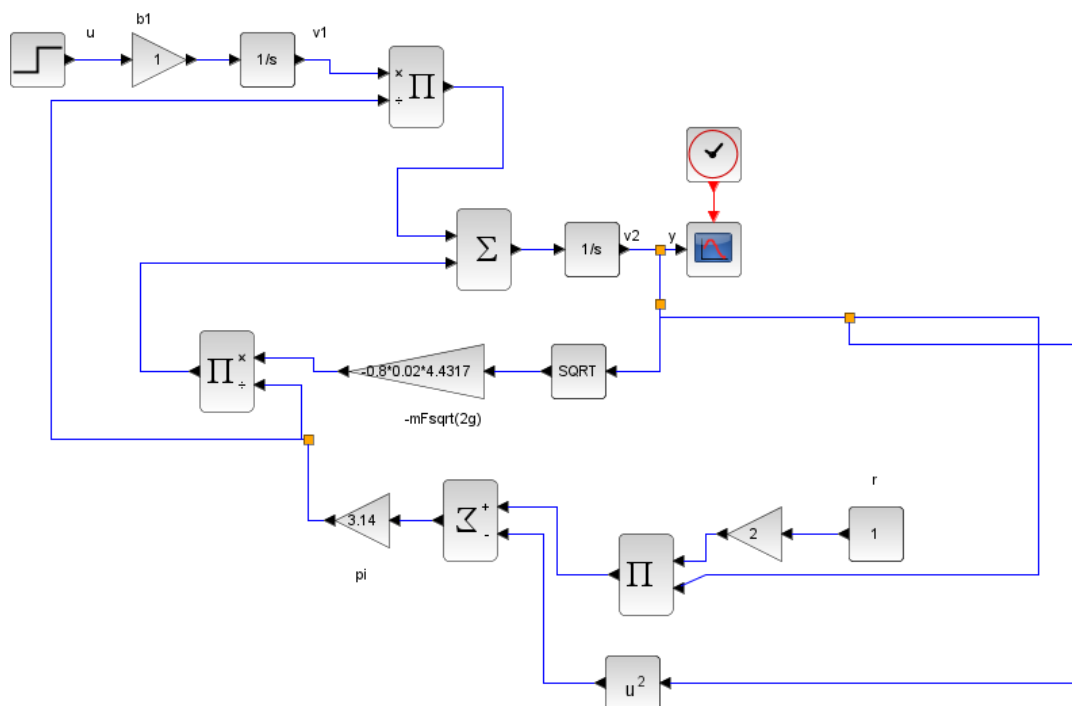 b1
u
v1
1
1/s
×
÷
Π
Σ
1/s
v2
y
Π
×
÷
-0.8*0.02*4.4317
SQRT
-mFsqrt(2g)
r
3.14
Σ
+
-
2
1
Π
pi
u²